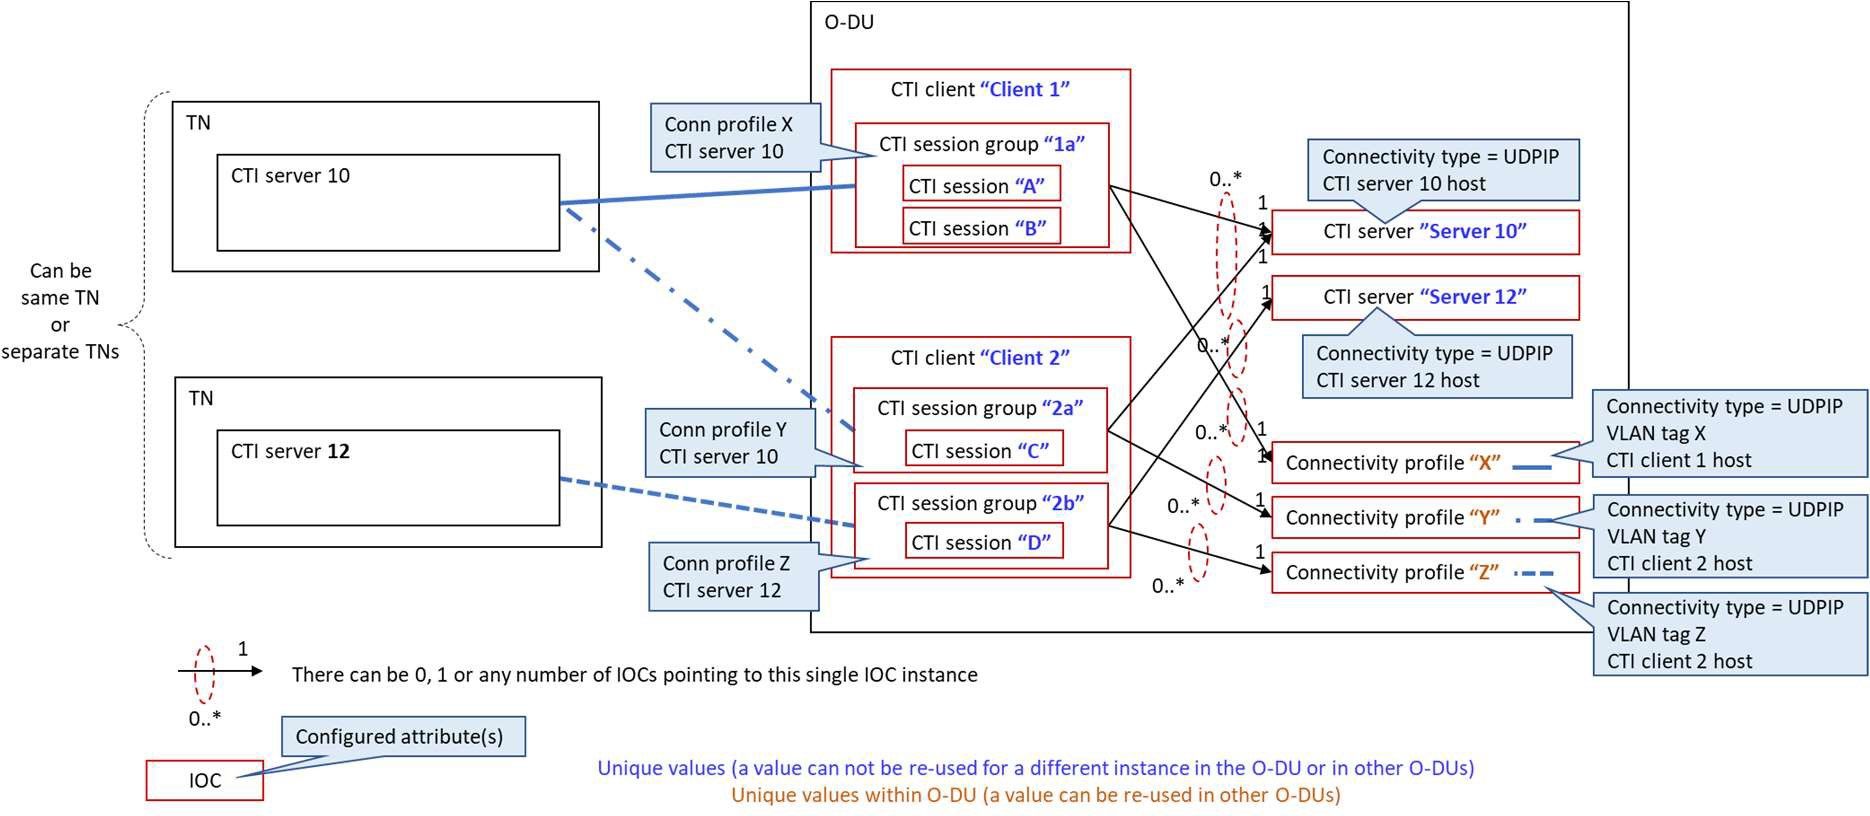 O-DU
CTI client “Client 1”
Conn profile X
CTI server 10
CTI session group “1a”
CTI session “A”
CTI session “B”
TN
CTI server 10
Can be
same TN
or
separate TNs
TN
CTI server 12
CTI client “Client 2”
Conn profile Y
CTI server 10
CTI session group “2a”
CTI session “C”
CTI session group “2b”
CTI session “D”
Conn profile Z
CTI server 12
0..*
1
1
1
1
0..*
0..*
1
1
0..*
1
0..*
1
Connectivity type = UDPIP
CTI server 10 host
CTI server ”Server 10”
CTI server “Server 12”
Connectivity type = UDPIP
CTI server 12 host
Connectivity profile “X”
Connectivity profile “Y”
Connectivity profile “Z”
Connectivity type = UDPIP
VLAN tag X
CTI client 1 host
Connectivity type = UDPIP
VLAN tag Y
CTI client 2 host
Connectivity type = UDPIP
VLAN tag Z
CTI client 2 host
1
0..*
There can be 0, 1 or any number of IOCs pointing to this single IOC instance
Configured attribute(s)
IOC
Unique values (a value can not be re-used for a different instance in the O-DU or in other O-DUs)
Unique values within O-DU (a value can be re-used in other O-DUs)